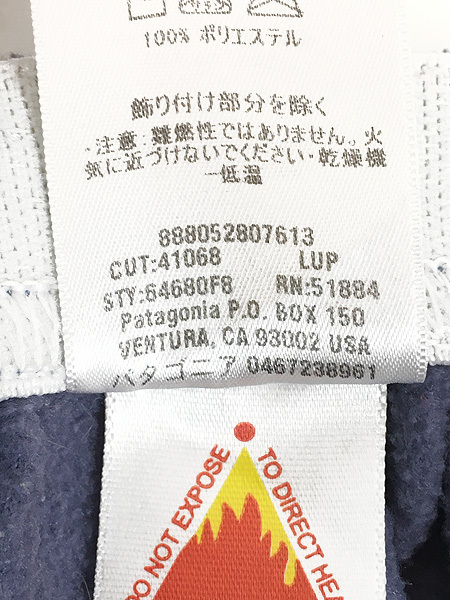 100% ポリエステル
飾り付け部分を除く
・注意・難燃性ではありません。火
気に近づけないでください・乾燥機
一低温
888052807613
CUT:41068 LUP
STY:64680F8 RN:51884
Patagonia P.O. BOX 150
VENTURA, CA 93002 USA
パタゴニア 0467238961
DO NOT EXPOSE
TO DIRECT HEA